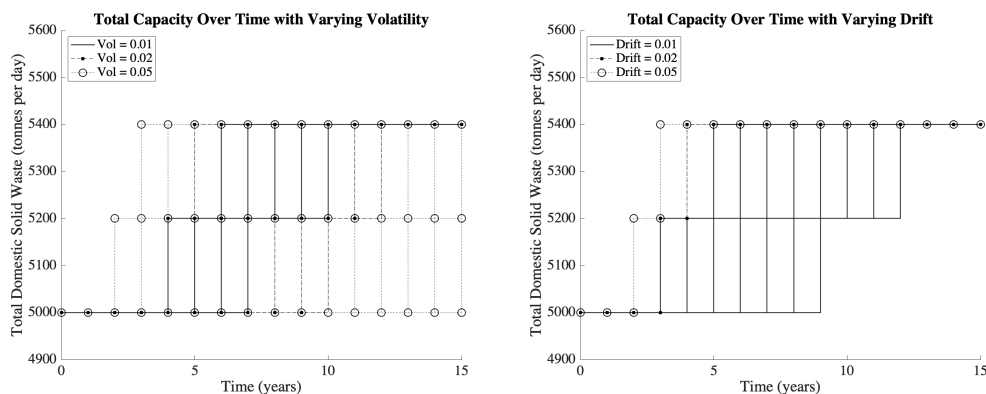 Total Capacity Over Time with Varying Volatility
5600
5500
5400
5300
5200
5100
5000
4900
Total Domestic Solid Waste (tonnes per day)
Vol = 0.01
Vol = 0.02
Vol = 0.05
0 5 10 15
Time (years)
Total Capacity Over Time with Varying Drift
5600
5500
5400
5300
5200
5100
5000
4900
Total Domestic Solid Waste (tonnes per day)
Drift = 0.01
Drift = 0.02
Drift = 0.05
0 5 10 15
Time (years)